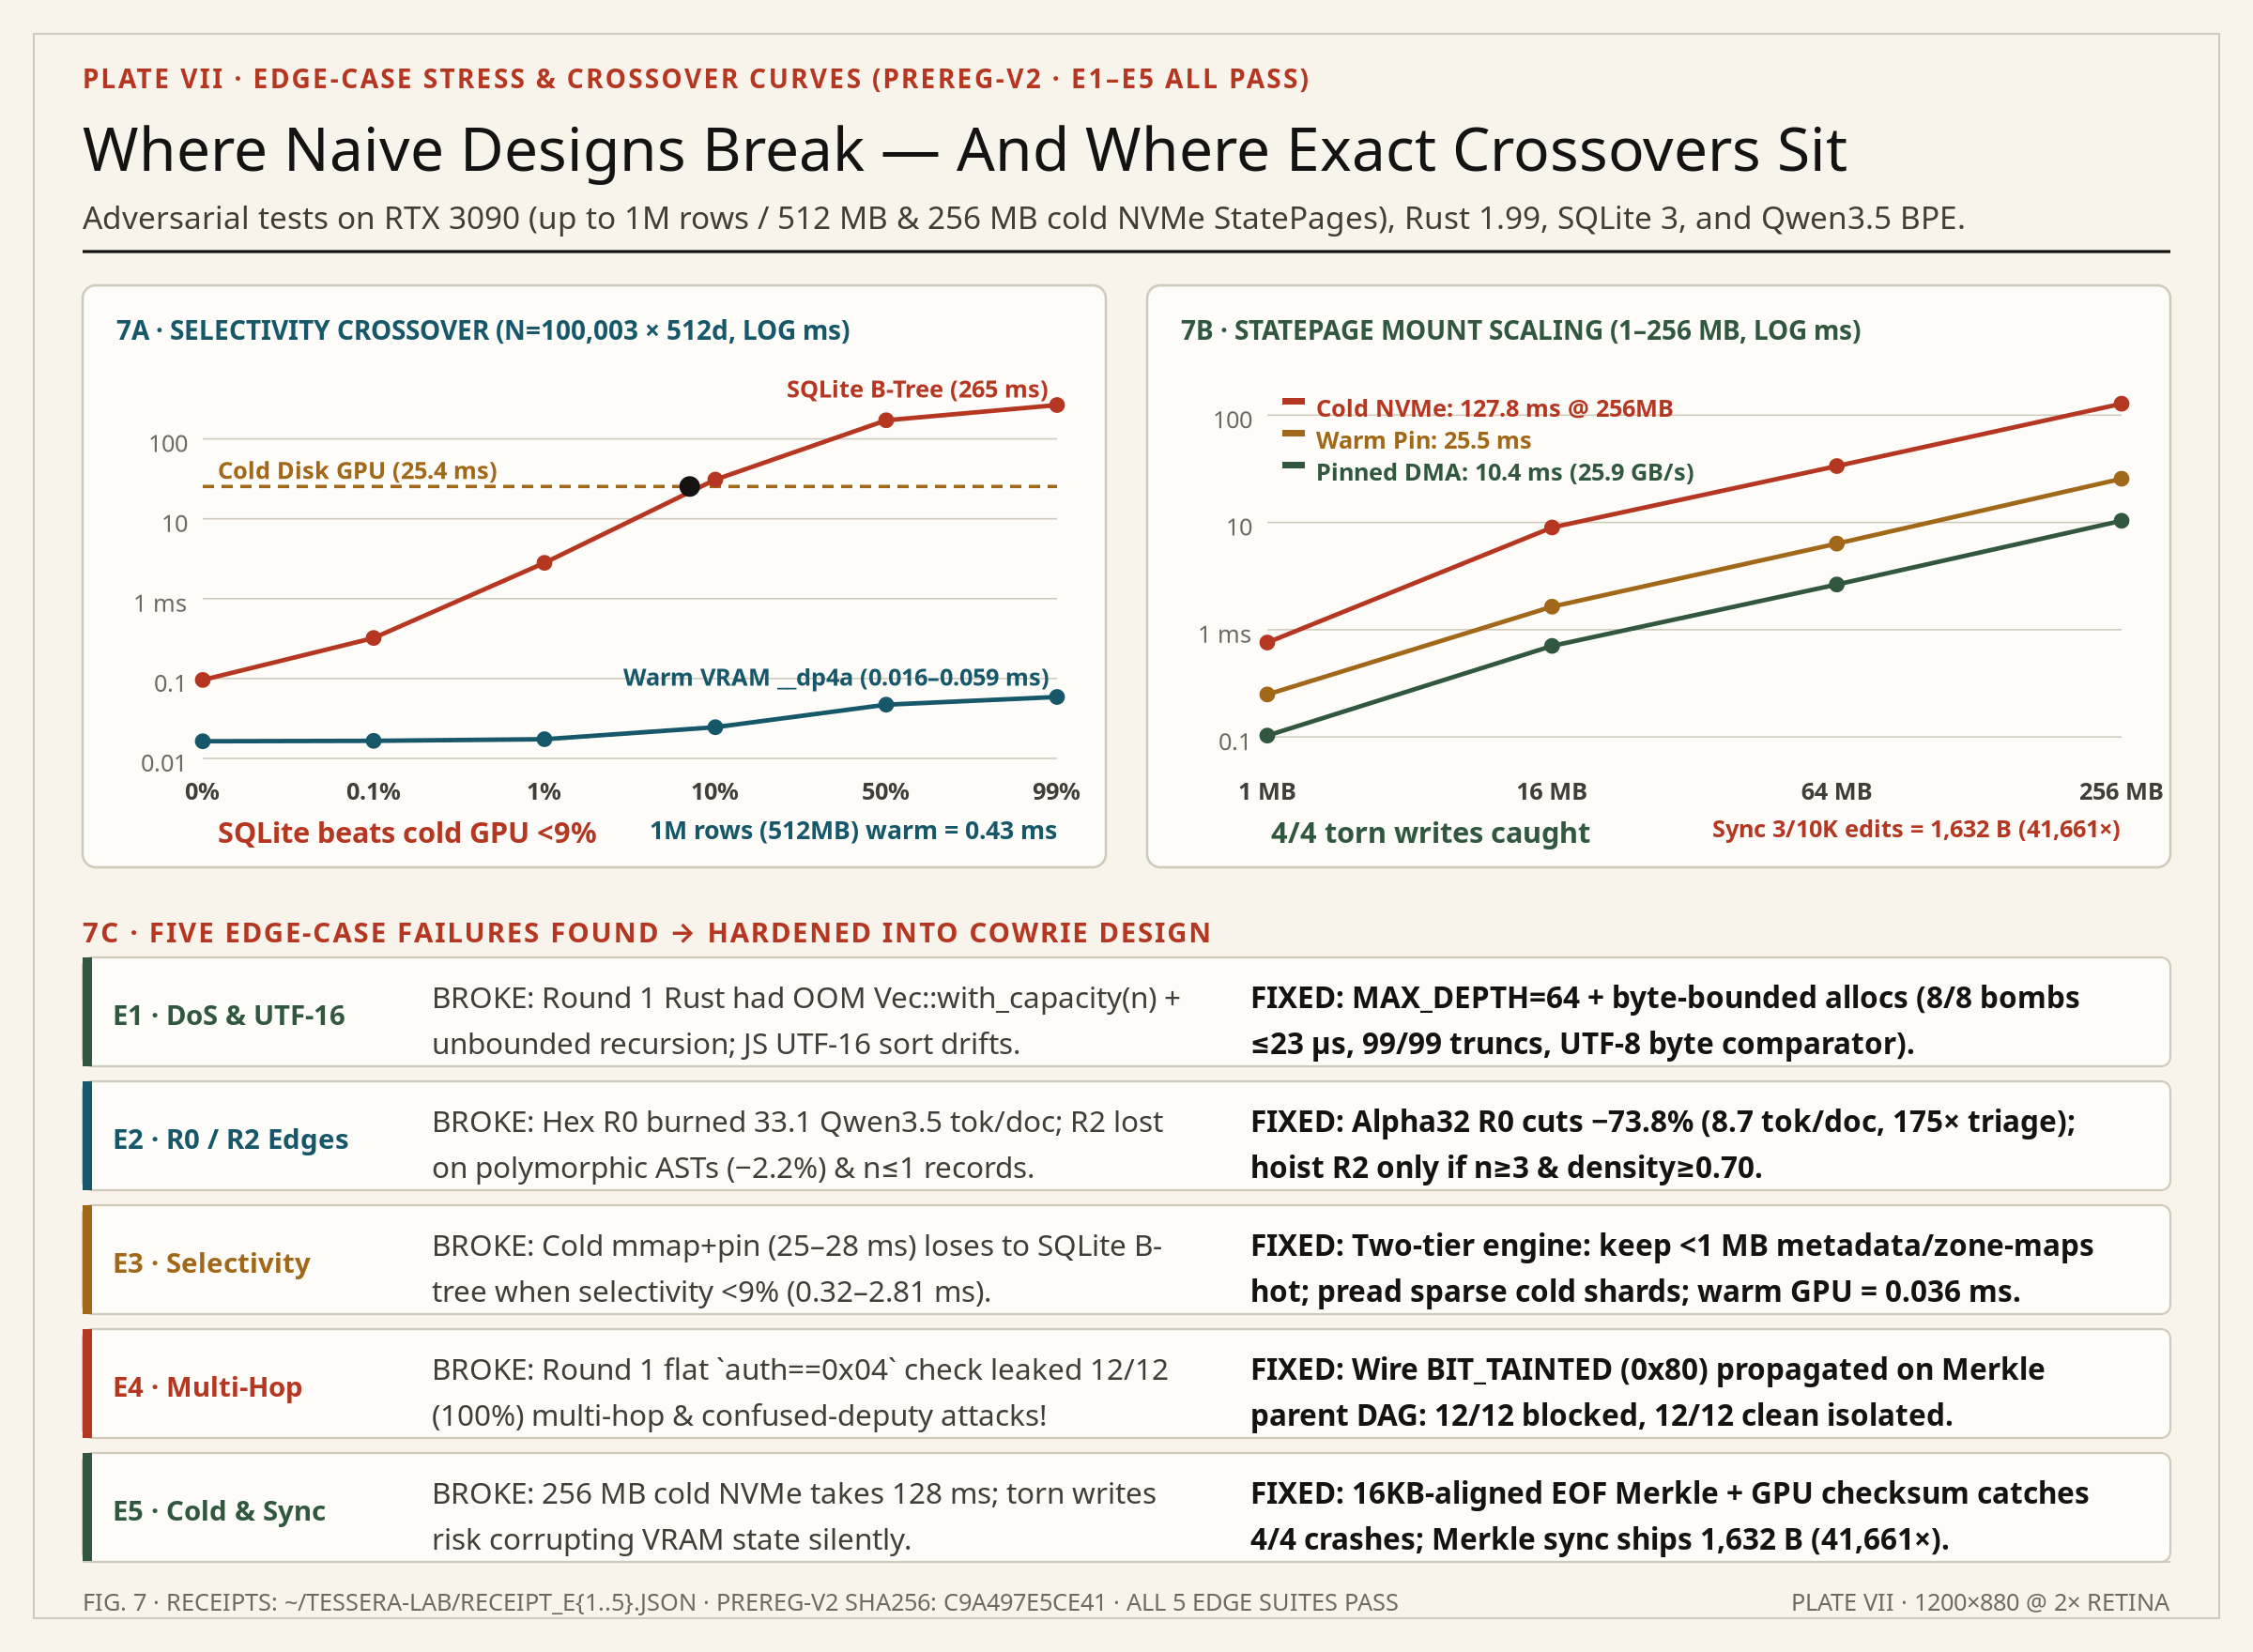 PLATE VII · EDGE-CASE STRESS & CROSSOVER CURVES (PREREG-V2 · E1–E5 ALL PASS)
Where Naive Designs Break — And Where Exact Crossovers Sit
Adversarial tests on RTX 3090 (up to 1M rows / 512 MB & 256 MB cold NVMe StatePages), Rust 1.99, SQLite 3, and Qwen3.5 BPE.
7A · SELECTIVITY CROSSOVER (N=100,003 × 512d, LOG ms)
SQLite B-Tree (265 ms)
100
Cold Disk GPU (25.4 ms)
10
1 ms
Warm VRAM __dp4a (0.016–0.059 ms)
0.1
0.01
0% 0.1% 1% 10% 50% 99%
SQLite beats cold GPU <9% 1M rows (512MB) warm = 0.43 ms
7B · STATEPAGE MOUNT SCALING (1–256 MB, LOG ms)
Cold NVMe: 127.8 ms @ 256MB
100
Warm Pin: 25.5 ms
Pinned DMA: 10.4 ms (25.9 GB/s)
10
1 ms
0.1
1 MB 16 MB 64 MB 256 MB
4/4 torn writes caught Sync 3/10K edits = 1,632 B (41,661×)
7C · FIVE EDGE-CASE FAILURES FOUND → HARDENED INTO COWRIE DESIGN
E1 · DoS & UTF-16
BROKE: Round 1 Rust had OOM Vec::with_capacity(n) +
unbounded recursion; JS UTF-16 sort drifts.
FIXED: MAX_DEPTH=64 + byte-bounded allocs (8/8 bombs
≤23 µs, 99/99 truncs, UTF-8 byte comparator).
E2 · R0 / R2 Edges
BROKE: Hex R0 burned 33.1 Qwen3.5 tok/doc; R2 lost
on polymorphic ASTs (−2.2%) & n≤1 records.
FIXED: Alpha32 R0 cuts −73.8% (8.7 tok/doc, 175× triage);
hoist R2 only if n≥3 & density≥0.70.
E3 · Selectivity
BROKE: Cold mmap+pin (25–28 ms) loses to SQLite B-
tree when selectivity <9% (0.32–2.81 ms).
FIXED: Two-tier engine: keep <1 MB metadata/zone-maps
hot; pread sparse cold shards; warm GPU = 0.036 ms.
E4 · Multi-Hop
BROKE: Round 1 flat `auth==0x04` check leaked 12/12
(100%) multi-hop & confused-deputy attacks!
FIXED: Wire BIT_TAINTED (0x80) propagated on Merkle
parent DAG: 12/12 blocked, 12/12 clean isolated.
E5 · Cold & Sync
BROKE: 256 MB cold NVMe takes 128 ms; torn writes
risk corrupting VRAM state silently.
FIXED: 16KB-aligned EOF Merkle + GPU checksum catches
4/4 crashes; Merkle sync ships 1,632 B (41,661×).
FIG. 7 · RECEIPTS: ~/TESSERA-LAB/RECEIPT_E{1..5}.JSON · PREREG-V2 SHA256: C9A497E5CE41 · ALL 5 EDGE SUITES PASS
PLATE VII · 1200×880 @ 2× RETINA